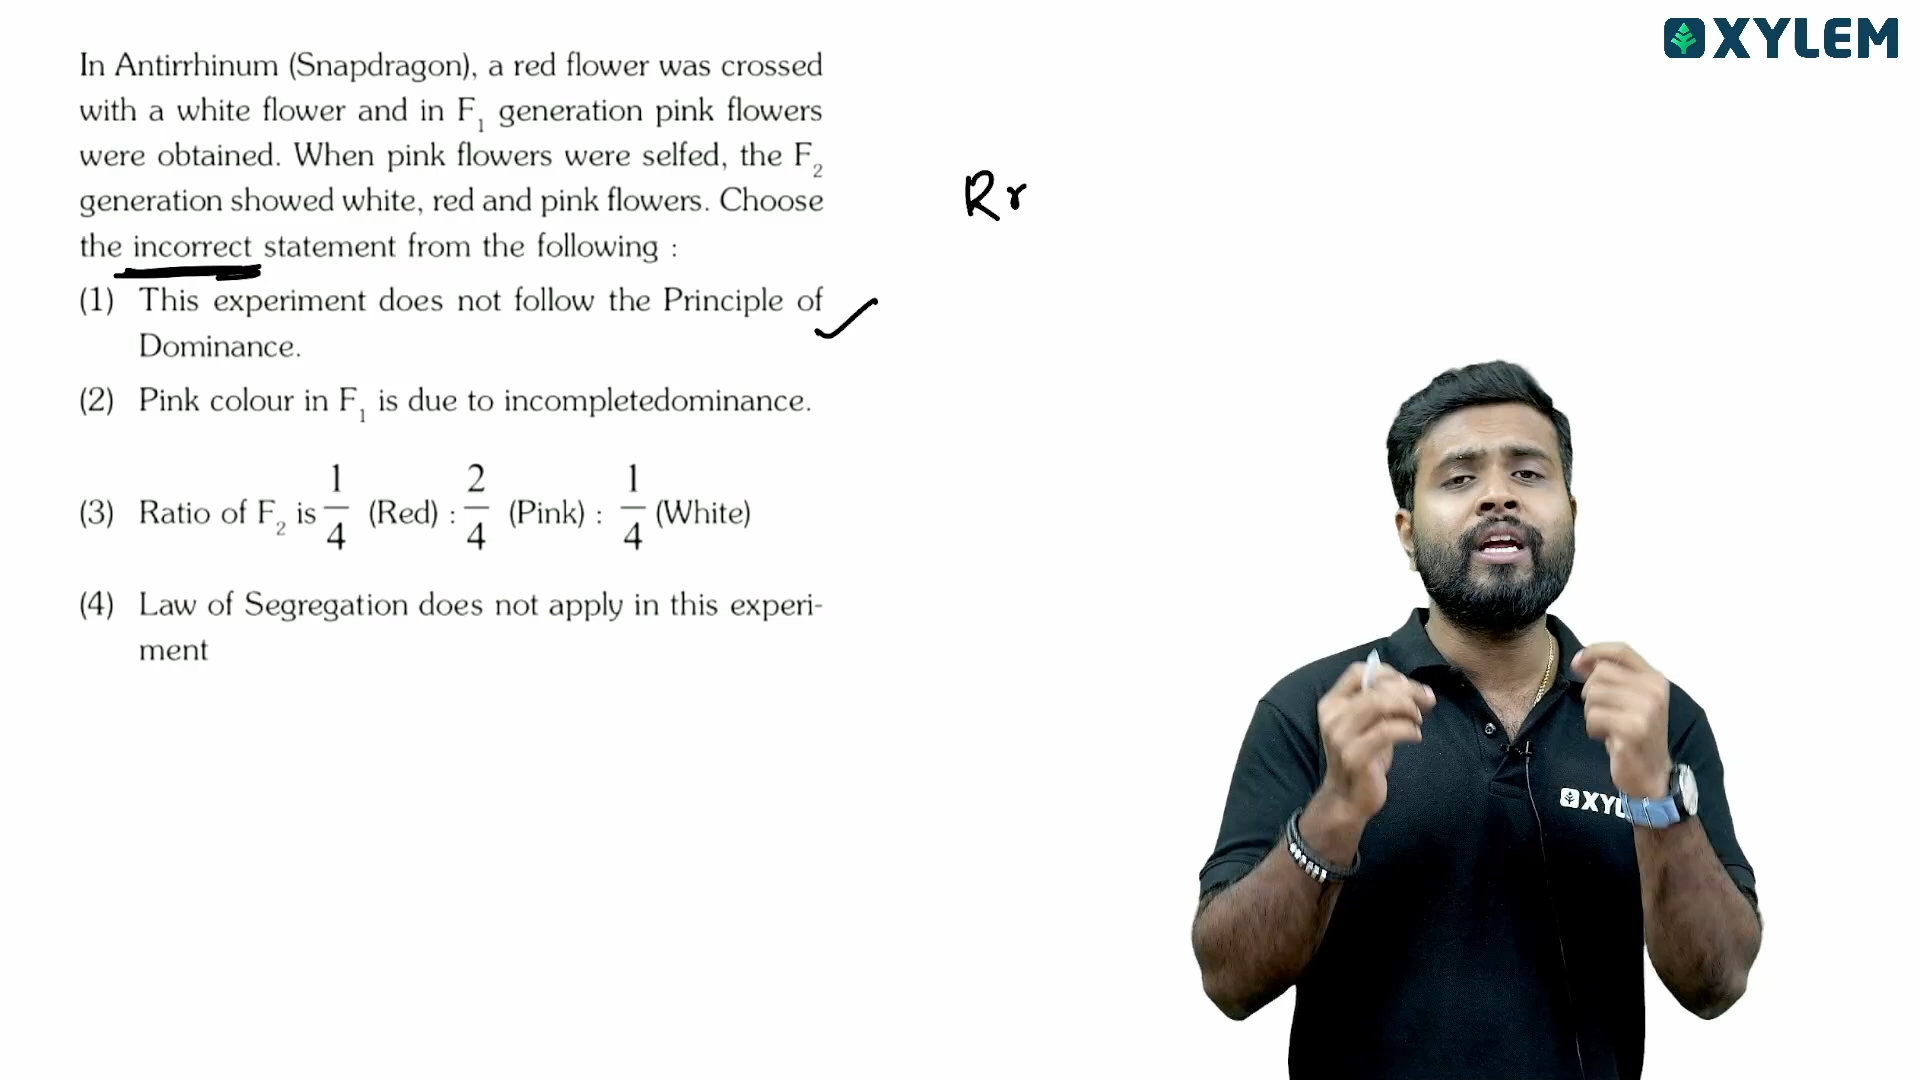 XYLEM
In Antirrhinum (Snapdragon), a red flower was crossed
with a white flower and in F₁ generation pink flowers
were obtained. When pink flowers were selfed, the F₂
generation showed white, red and pink flowers. Choose
the incorrect statement from the following :
(1) This experiment does not follow the Principle of
Dominance.
(2) Pink colour in F₁ is due to incompletedominance.
(3) Ratio of F₂ is 1/4 (Red) : 2/4 (Pink) : 1/4 (White)
(4) Law of Segregation does not apply in this experi-
ment
Rr